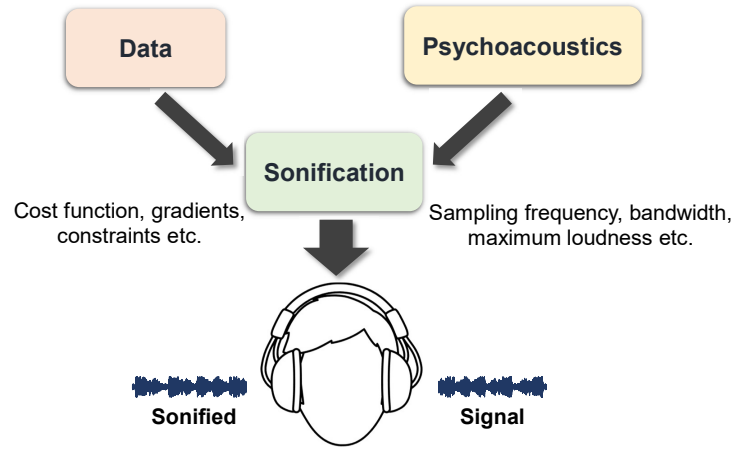 Data
Psychoacoustics
Sonification
Cost function, gradients,
constraints etc.
Sampling frequency, bandwidth,
maximum loudness etc.
Sonified
Signal